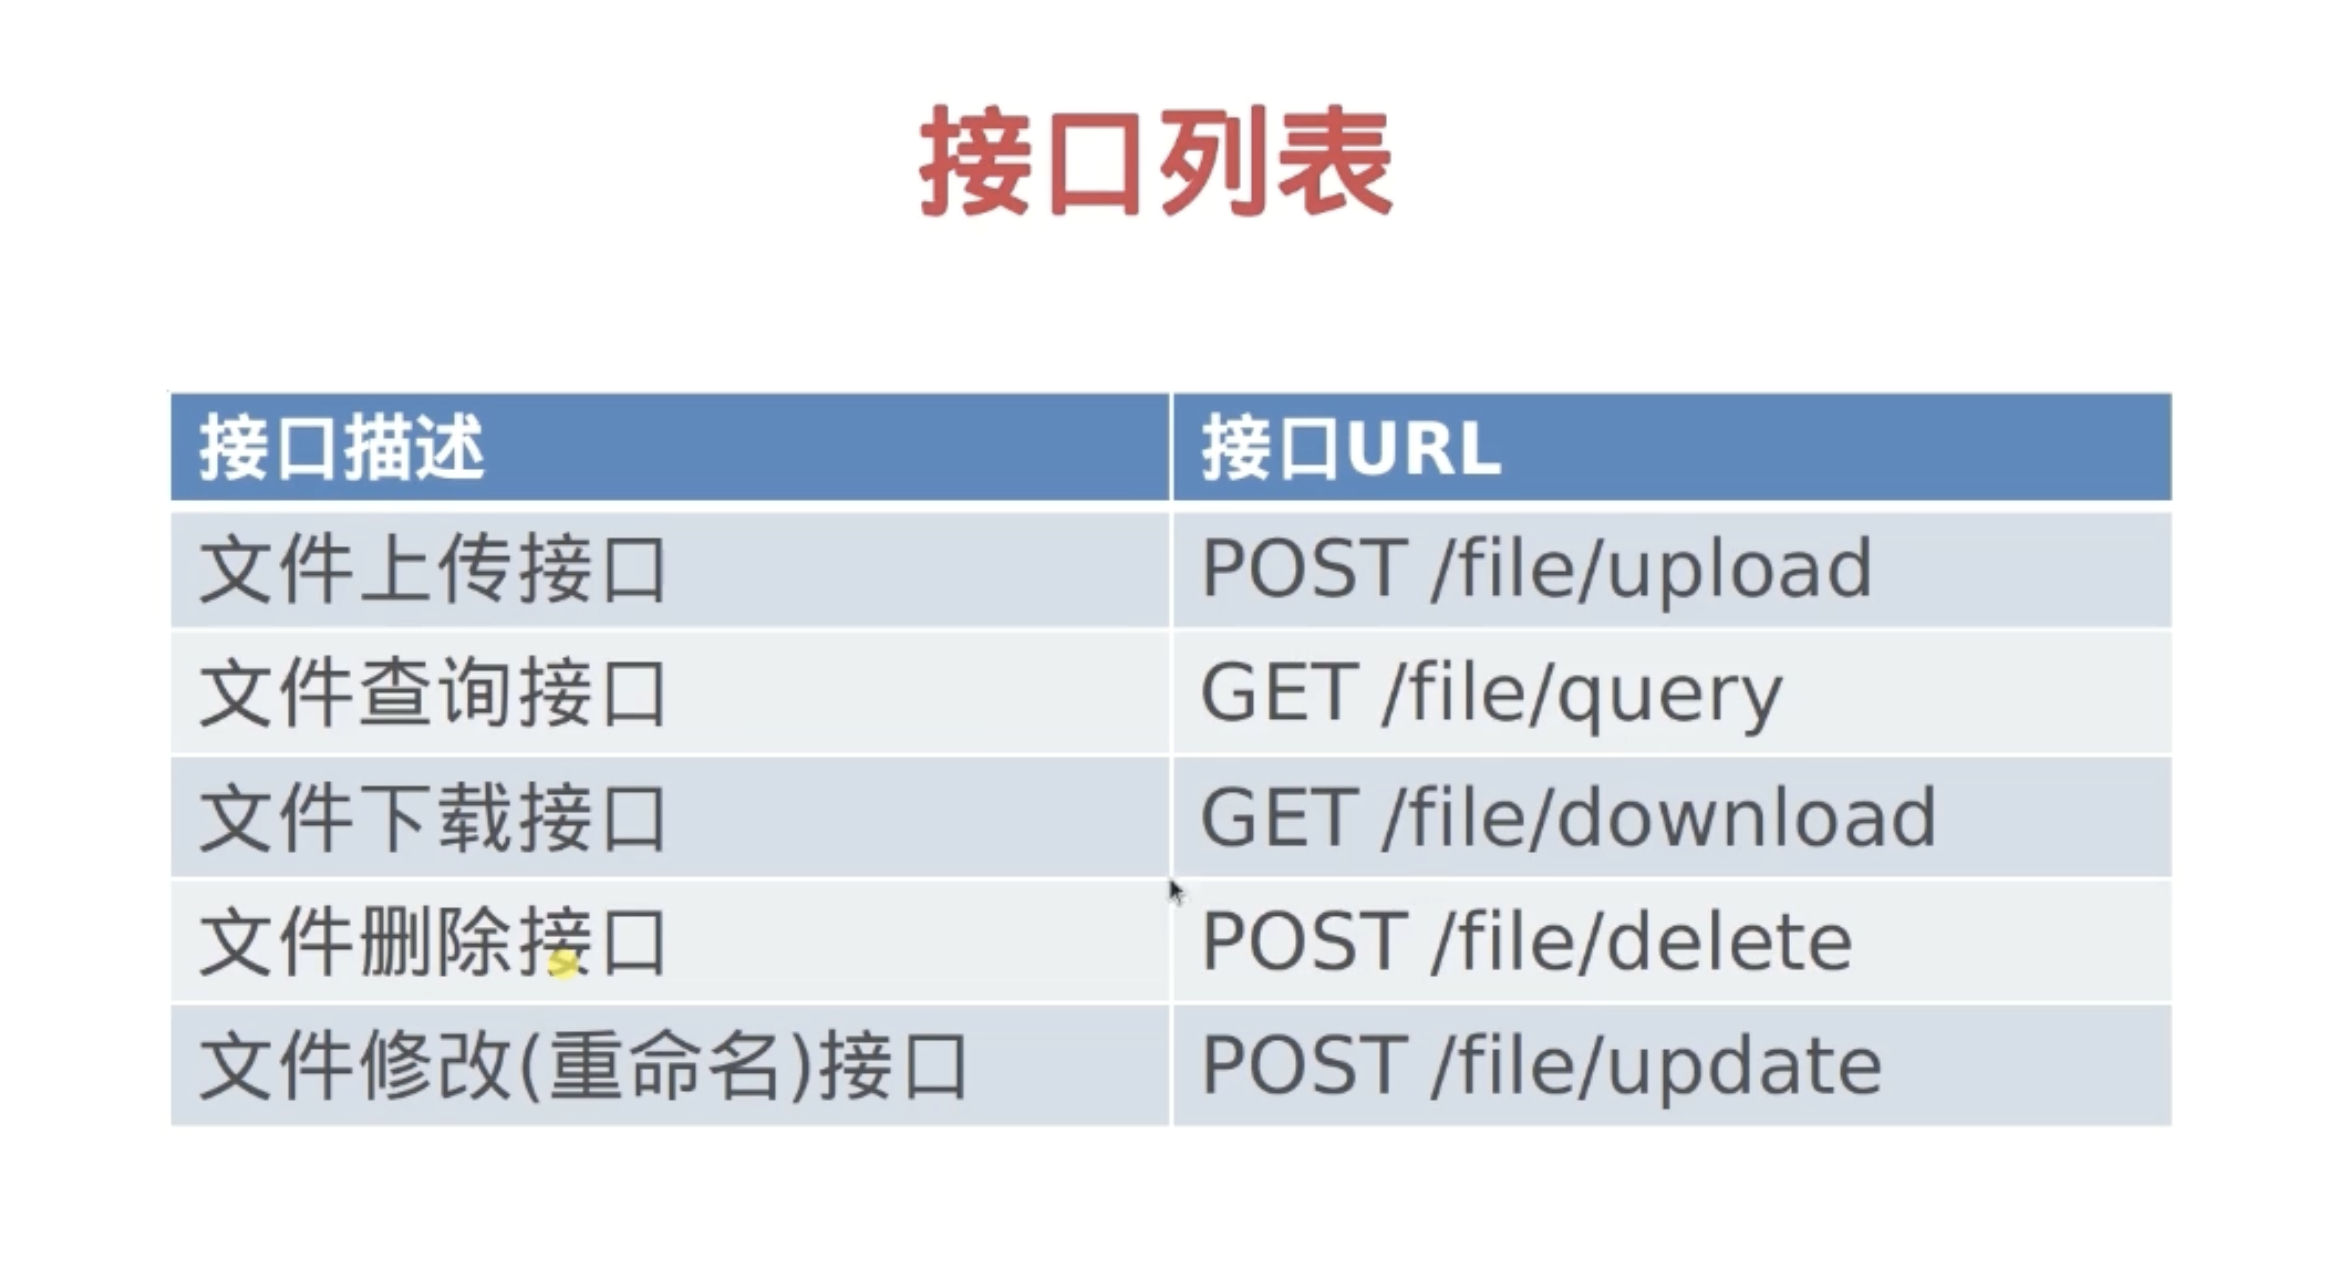 接口列表
接口描述 接口URL
文件上传接口 POST /file/upload
文件查询接口 GET /file/query
文件下载接口 GET /file/download
文件删除接口 POST /file/delete
文件修改(重命名)接口 POST /file/update